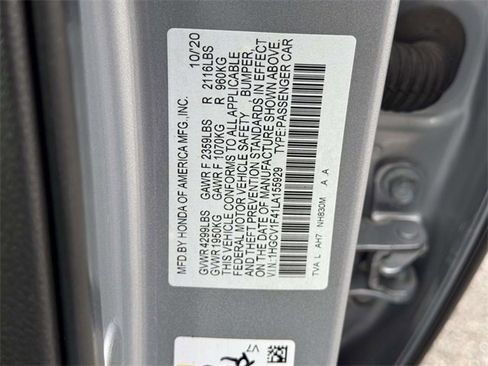 MFD.BY HONDA OF AMERICA MFG.,INC. 10/20
GVWR 4299LBS GAWR F 2359LBS R 2116LBS
GVWR 1950KG GAWR F 1070KG R 960KG
THIS VEHICLE CONFORMS TO ALL APPLICABLE
FEDERAL MOTOR VEHICLE SAFETY, BUMPER,
AND THEFT PREVENTION STANDARDS IN EFFECT
ON THE DATE OF MANUFACTURE SHOWN ABOVE.
V.I.N.:1HGCV1F41LA155929 TYPE:PASSENGER CAR
TVA L AH7 NH830M A A